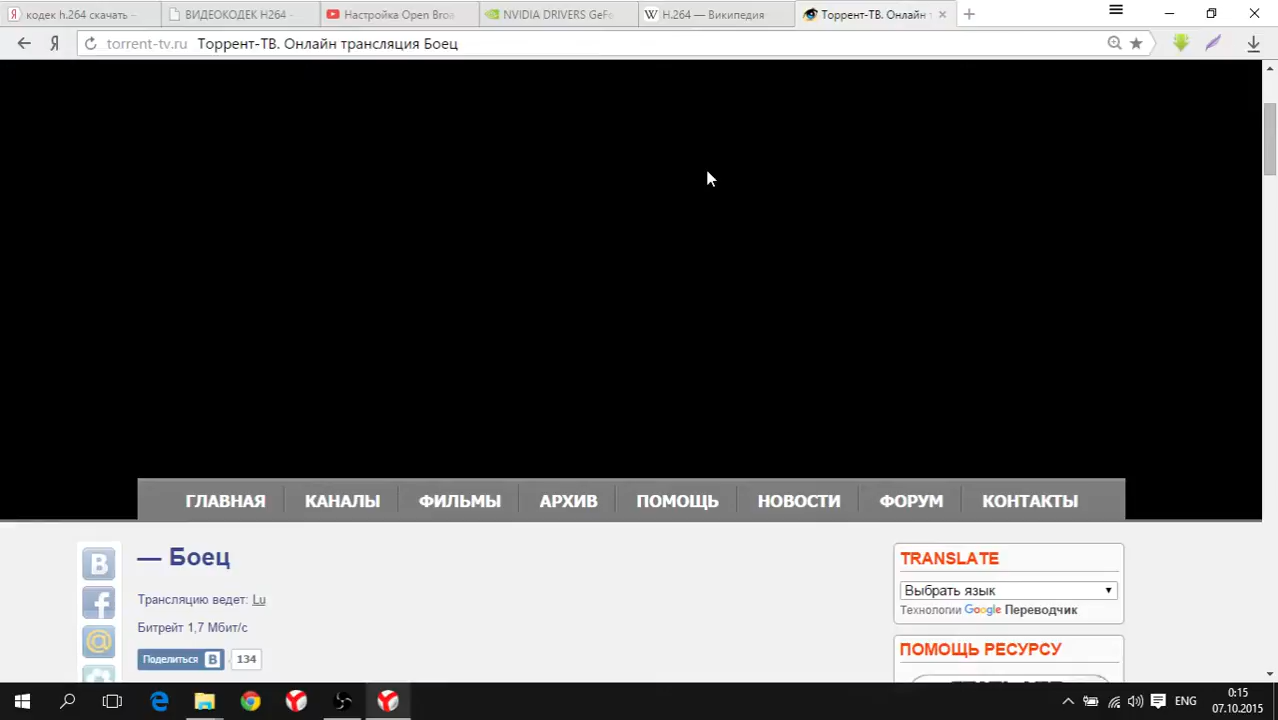 кодек h.264 скачать –
ВИДЕОКОДЕК H264 -
Настройка Open Broa
NVIDIA DRIVERS GeFo
W H.264 — Википедия
Торрент-ТВ. Онлайн т
Я torrent-tv.ru Торрент-ТВ. Онлайн трансляция Боец
ГЛАВНАЯ КАНАЛЫ ФИЛЬМЫ АРХИВ ПОМОЩЬ НОВОСТИ ФОРУМ КОНТАКТЫ
— Боец
Трансляцию ведет: Lu
Битрейт 1,7 Мбит/с
Поделиться B 134
TRANSLATE
Выбрать язык
Технологии Google Переводчик
ПОМОЩЬ РЕСУРСУ
ENG
0:15
07.10.2015